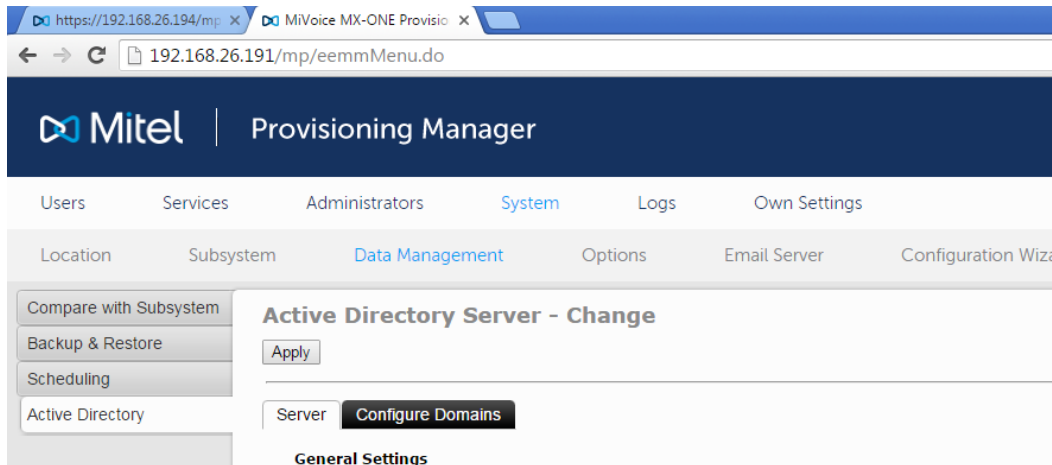 https://192.168.26.194/mp
MiVoice MX-ONE Provisio
192.168.26.191/mp/eemmMenu.do
Mitel Provisioning Manager
Users Services Administrators System Logs Own Settings
Location Subsystem Data Management Options Email Server Configuration Wiza
Compare with Subsystem
Backup & Restore
Scheduling
Active Directory
Active Directory Server - Change
Apply
Server Configure Domains
General Settings